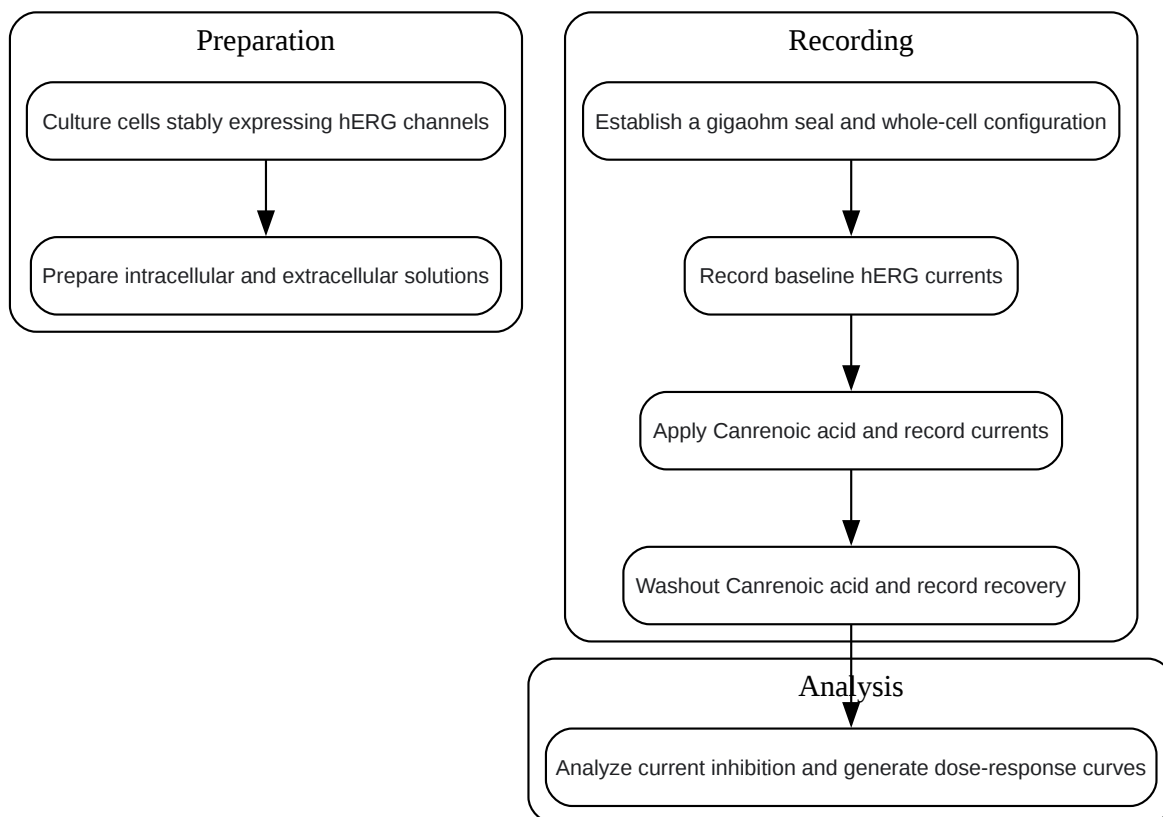 Preparation
Culture cells stably expressing hERG channels
Prepare intracellular and extracellular solutions
Recording
Establish a gigaohm seal and whole-cell configuration
Record baseline hERG currents
Apply Canrenoic acid and record currents
Washout Canrenoic acid and record recovery
Analysis
Analyze current inhibition and generate dose-response curves